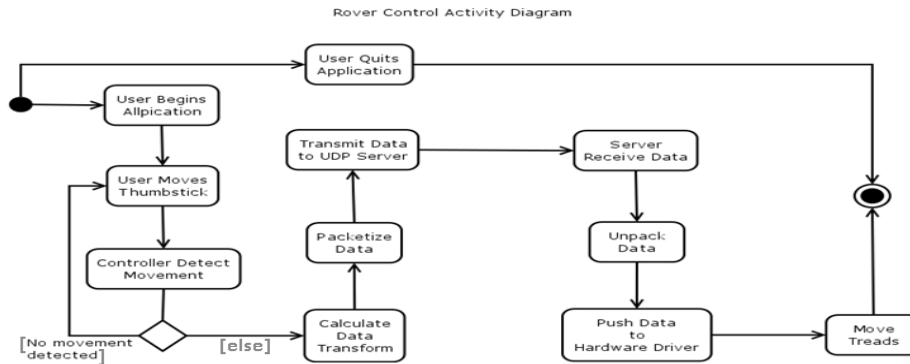 Rover Control Activity Diagram
User Quits
Application
User Begins
Allpication
User Moves
Thumbstick
Controller Detect
Movement
[No movement
detected]
[else]
Calculate
Data
Transform
Packetize
Data
Transmit Data
to UDP Server
Server
Receive Data
Unpack
Data
Push Data
to
Hardware Driver
Move
Treads